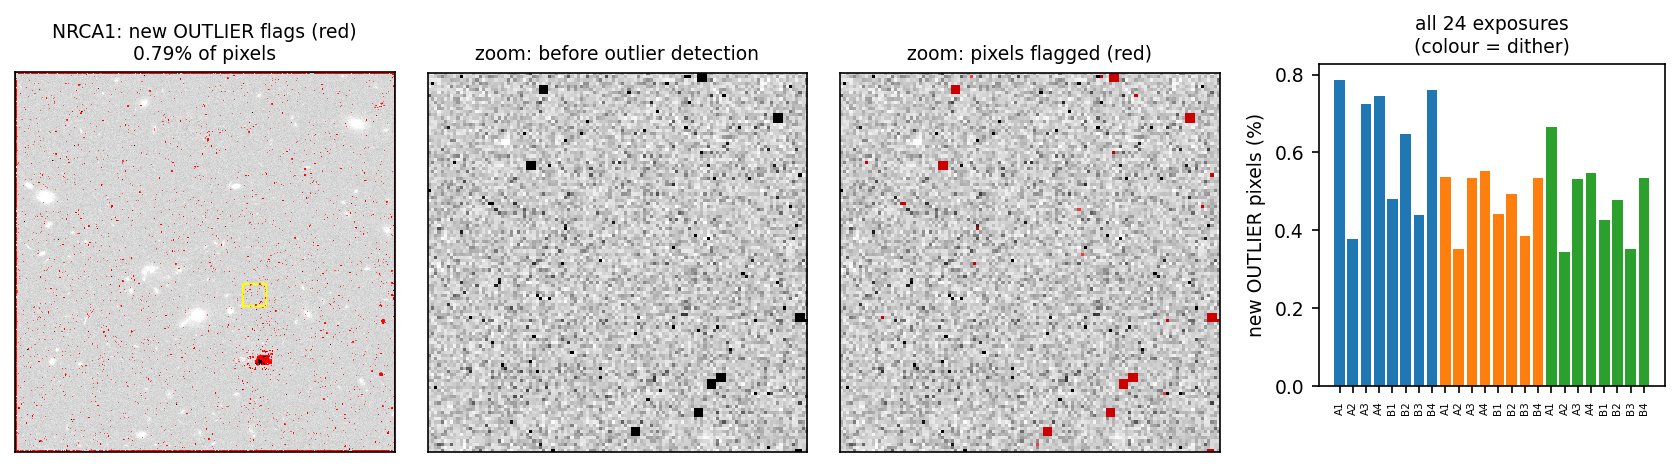 NRCA1: new OUTLIER flags (red)
0.79% of pixels
zoom: before outlier detection
zoom: pixels flagged (red)
all 24 exposures
(colour = dither)
new OUTLIER pixels (%)
0.8
0.6
0.4
0.2
0.0
A1 A2 A3 A4 B1 B2 B3 B4 A1 A2 A3 A4 B1 B2 B3 B4 A1 A2 A3 A4 B1 B2 B3 B4